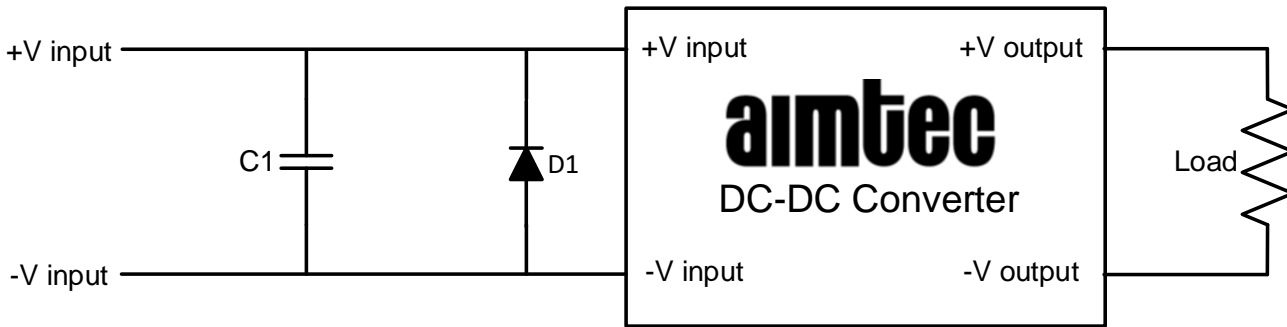 +V input
+V input
+V output
aimtec
C1
D1
Load
DC-DC Converter
-V input
-V input
-V output